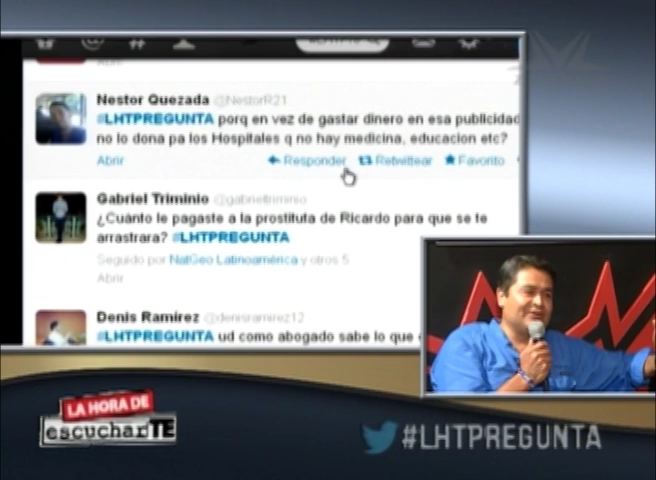 Nestor Quezada @NestorR21
#LHTPREGUNTA porq en vez de gastar dinero en esa publicidad
no lo dona pa los Hospitales q no hay medicina, educacion etc?
Abrir Responder Retwittear Favorito
Gabriel Triminio @gabrieltriminio
¿Cuánto le pagaste a la prostituta de Ricardo para que se te
arrastrara? #LHTPREGUNTA
Seguido por NatGeo Latinoamérica y otros 5
Abrir
Denis Ramírez @denisramirez12
#LHTPREGUNTA ud como abogado sabe lo que
LA HORA DE
escucharTE
#LHTPREGUNTA